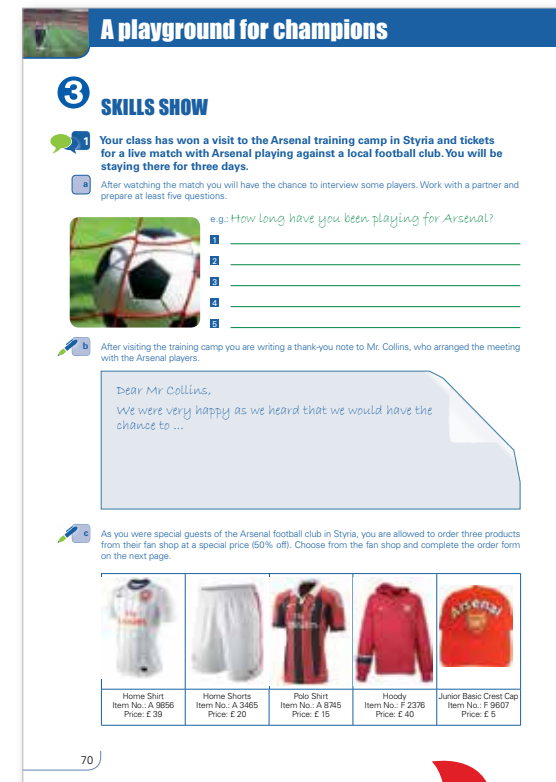 A playground for champions
3
SKILLS SHOW
1
Your class has won a visit to the Arsenal training camp in Styria and tickets
for a live match with Arsenal playing against a local football club. You will be
staying there for three days.
a
After watching the match you will have the chance to interview some players. Work with a partner and
prepare at least five questions.
e.g.: How long have you been playing for Arsenal?
1
2
3
4
5
b
After visiting the training camp you are writing a thank-you note to Mr. Collins, who arranged the meeting
with the Arsenal players.
Dear Mr Collins,
We were very happy as we heard that we would have the
chance to ...
c
As you were special guests of the Arsenal football club in Styria, you are allowed to order three products
from their fan shop at a special price (50% off). Choose from the fan shop and complete the order form
on the next page.
Arsenal
Home Shirt
Item No.: A 9856
Price: £ 39
Home Shorts
Item No.: A 3465
Price: £ 20
Polo Shirt
Item No.: A 8745
Price: £ 15
Hoody
Item No.: F 2376
Price: £ 40
Junior Basic Crest Cap
Item No.: F 9607
Price: £ 5
70